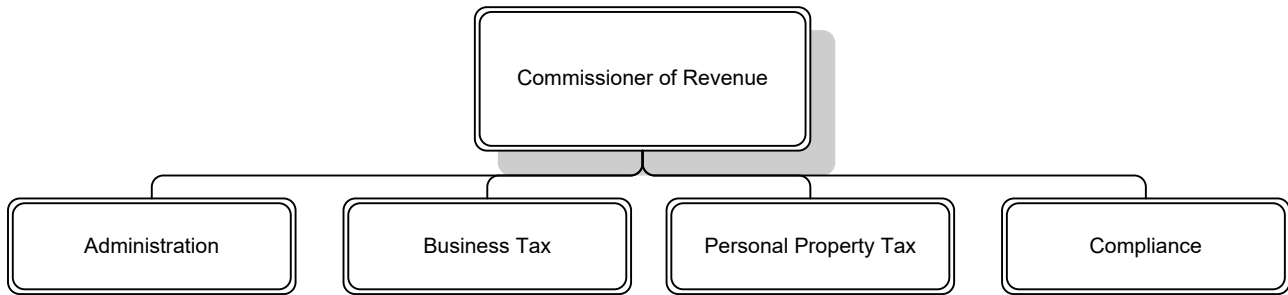 Commissioner of Revenue
Administration
Business Tax
Personal Property Tax
Compliance